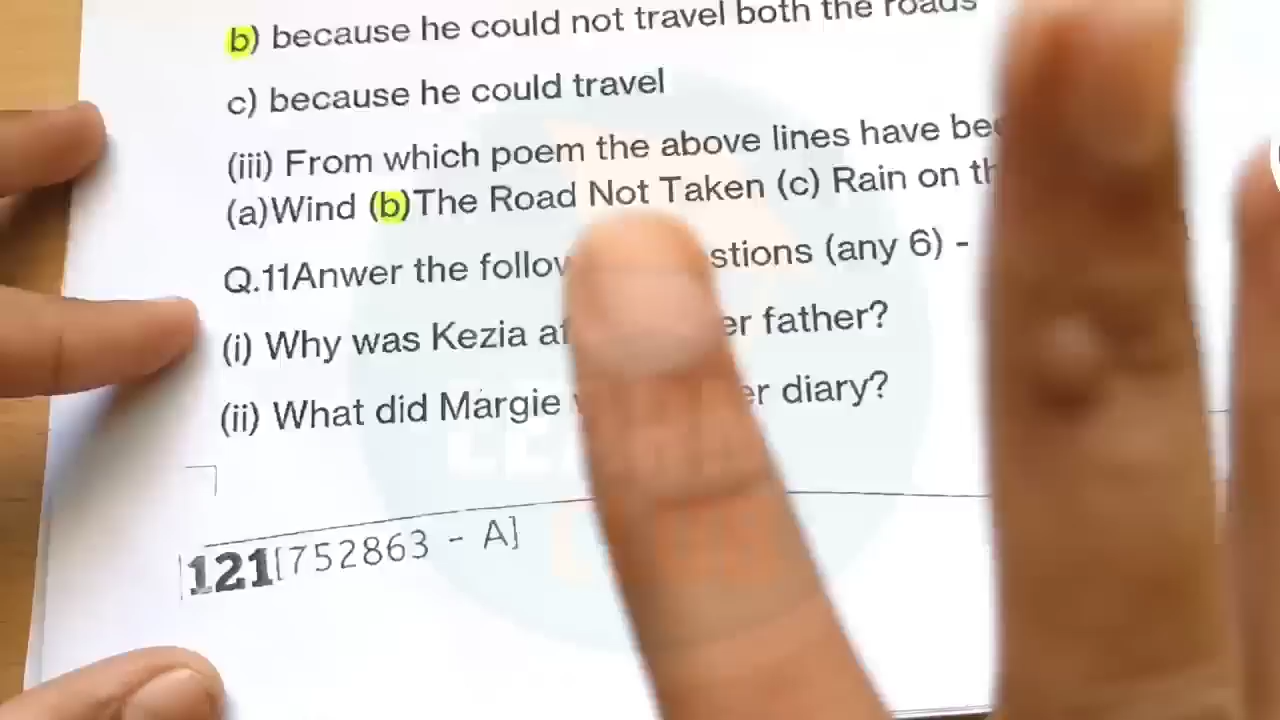 b) because he could not travel both the roads
c) because he could travel
(iii) From which poem the above lines have
(a)Wind (b)The Road Not Taken (c) Rain on
Q.11Anwer the (any 6) -
(i) Why was Kezia father?
(ii) What did Margie diary?
121[752863 - A]